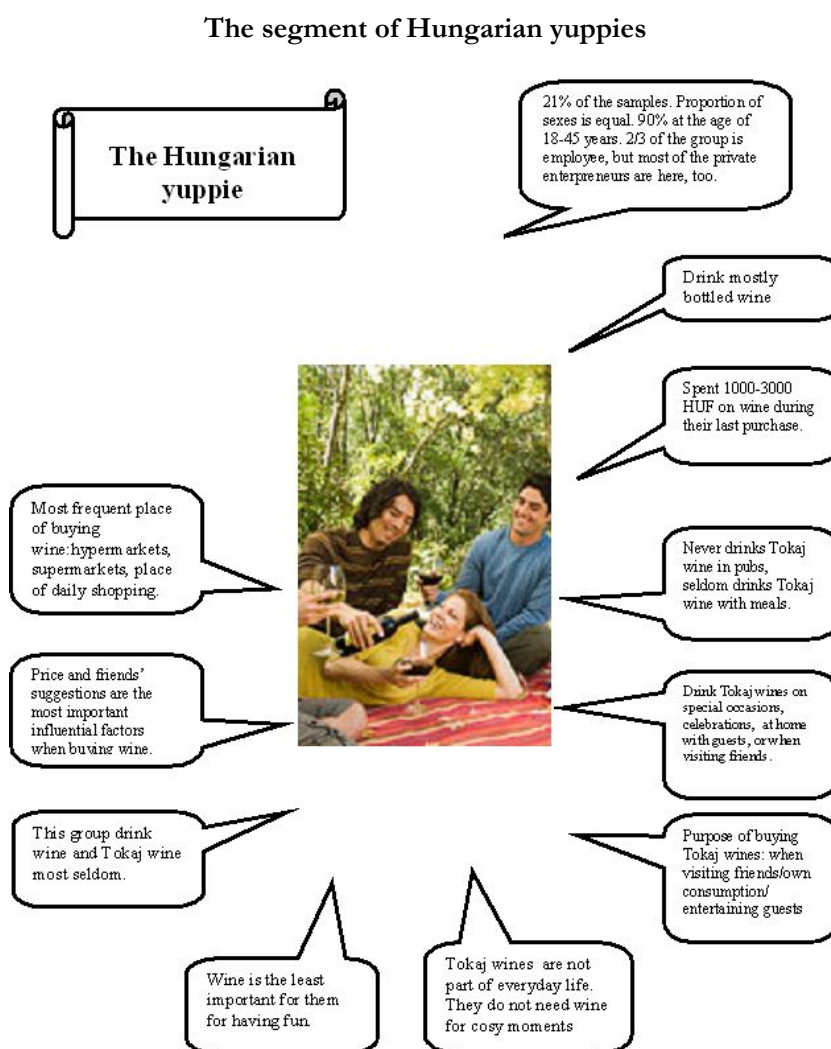 The segment of Hungarian yuppies
The Hungarian
yuppie
21% of the samples. Proportion of
sexes is equal. 90% at the age of
18-45 years. 2/3 of the group is
employee, but most of the private
enterpreneurs are here, too.
Drink mostly
bottled wine
Spent 1000-3000
HUF on wine during
their last purchase.
Most frequent place
of buying
wine:hypermarkets,
supermarkets, place
of daily shopping.
Never drinks Tokaj
wine in pubs,
seldom drinks Tokaj
wine with meals.
Price and friends'
suggestions are the
most important
influential factors
when buying wine.
Drink Tokaj wines on
special occasions,
celebrations, at home
with guests, or when
visiting friends.
This group drink
wine and Tokaj wine
most seldom.
Purpose of buying
Tokaj wines: when
visiting friends/own
consumption/
entertaining guests
Wine is the least
important for them
for having fun
Tokaj wines are not
part of everyday life.
They do not need wine
for cosy moments